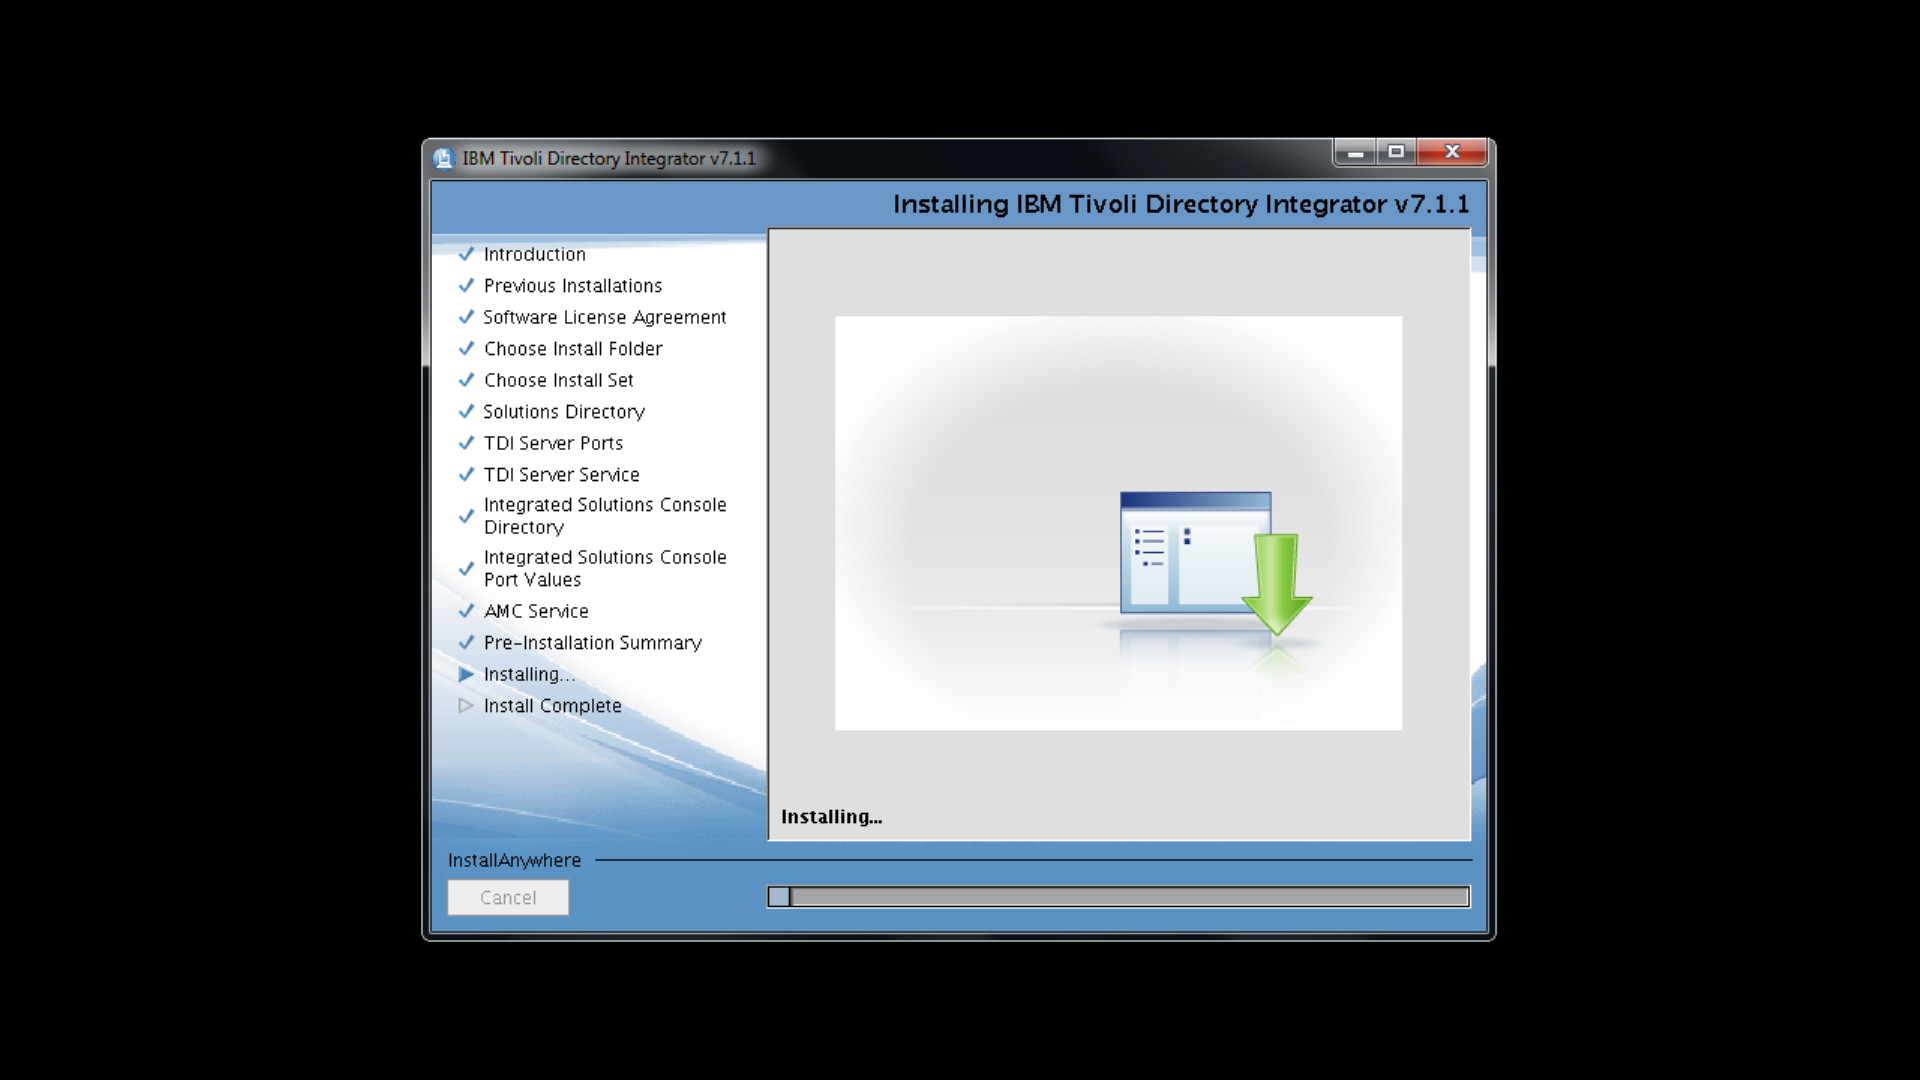 IBM Tivoli Directory Integrator v7.1.1
Installing IBM Tivoli Directory Integrator v7.1.1
Introduction
Previous Installations
Software License Agreement
Choose Install Folder
Choose Install Set
Solutions Directory
TDI Server Ports
TDI Server Service
Integrated Solutions Console
Directory
Integrated Solutions Console
Port Values
AMC Service
Pre-Installation Summary
Installing...
Install Complete
Installing...
InstallAnywhere
Cancel